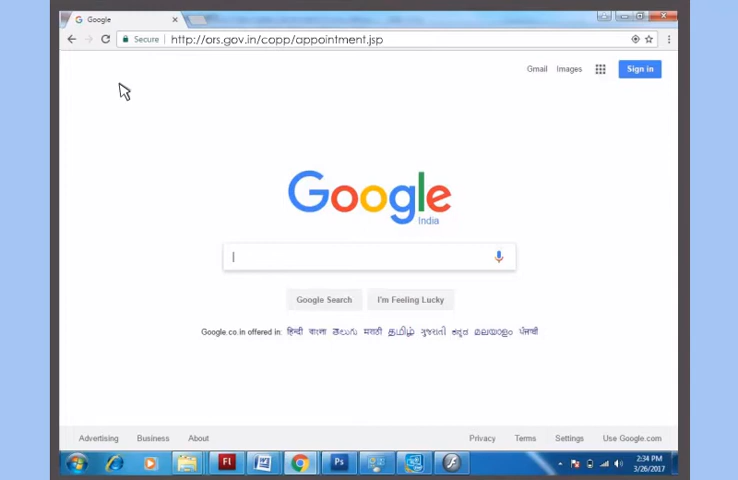 Google
Secure http://ors.gov.in/copp/appointment.jsp
Gmail Images Sign in
Google
India
Google Search I'm Feeling Lucky
Google.co.in offered in: हिन्दी বাংলা తెలుగు मराठी தமிழ் ગુજરાતી ಕನ್ನಡ മലയാളം ਪੰਜਾਬੀ
Advertising Business About Privacy Terms Settings Use Google.com
Fl Ps
2:34 PM
3/26/2017